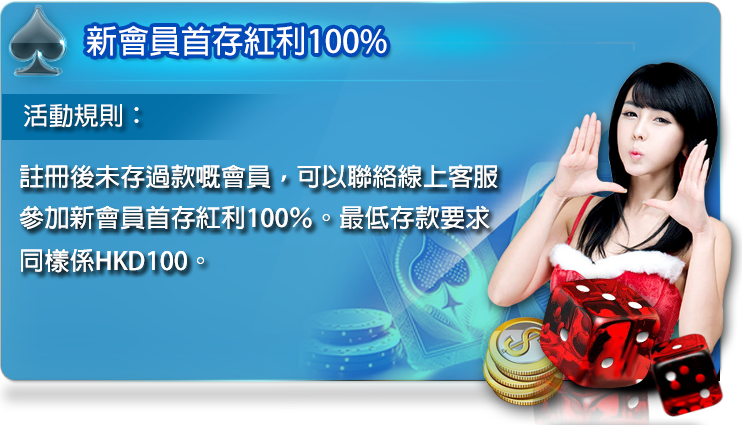 新會員首存紅利100%
活動規則：
註冊後未存過款嘅會員，可以聯絡線上客服
參加新會員首存紅利100%。最低存款要求
同樣係HKD100。